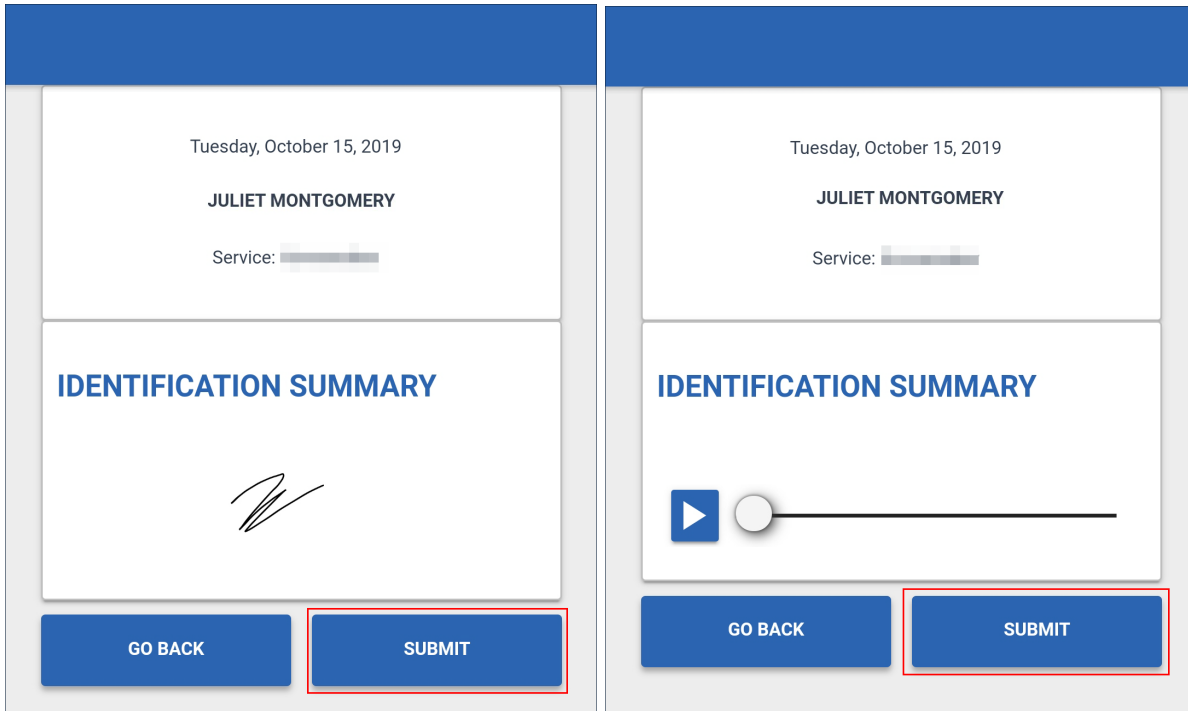 Tuesday, October 15, 2019
JULIET MONTGOMERY
Service:
IDENTIFICATION SUMMARY
GO BACK
SUBMIT
Tuesday, October 15, 2019
JULIET MONTGOMERY
Service:
IDENTIFICATION SUMMARY
GO BACK
SUBMIT